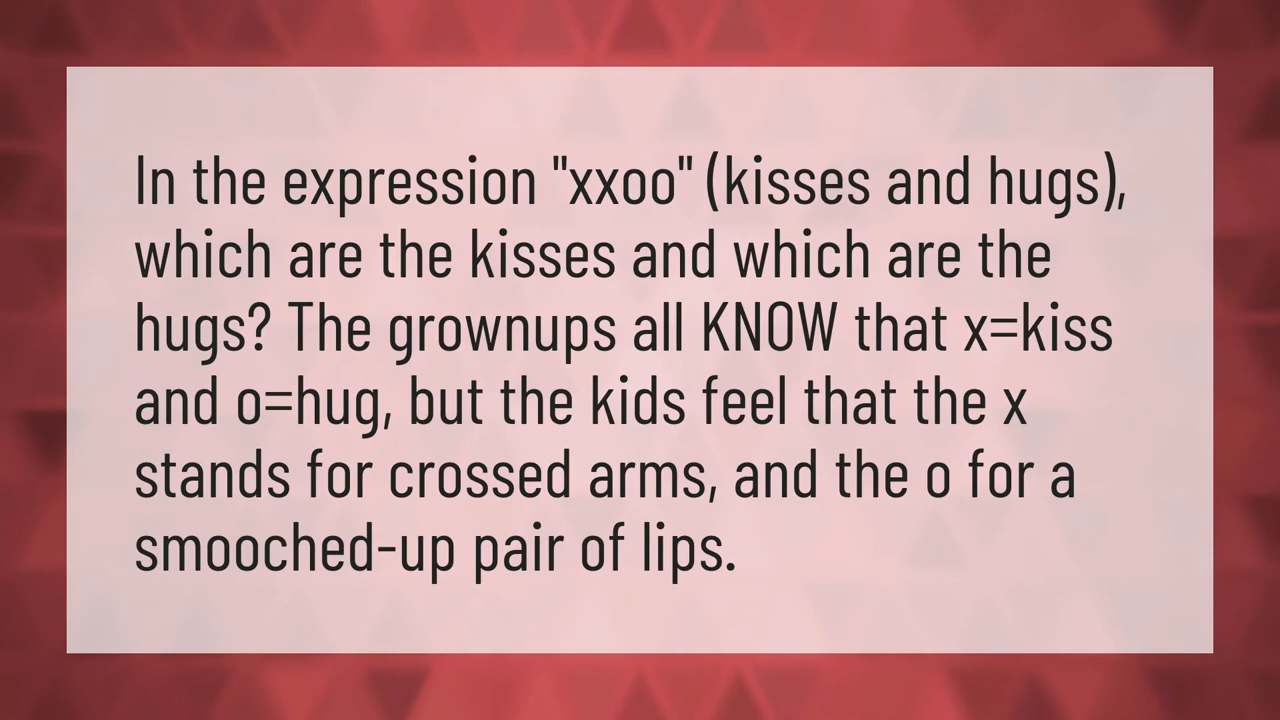 In the expression "xxoo" (kisses and hugs),
which are the kisses and which are the
hugs? The grownups all KNOW that x=kiss
and o=hug, but the kids feel that the x
stands for crossed arms, and the o for a
smooched-up pair of lips.